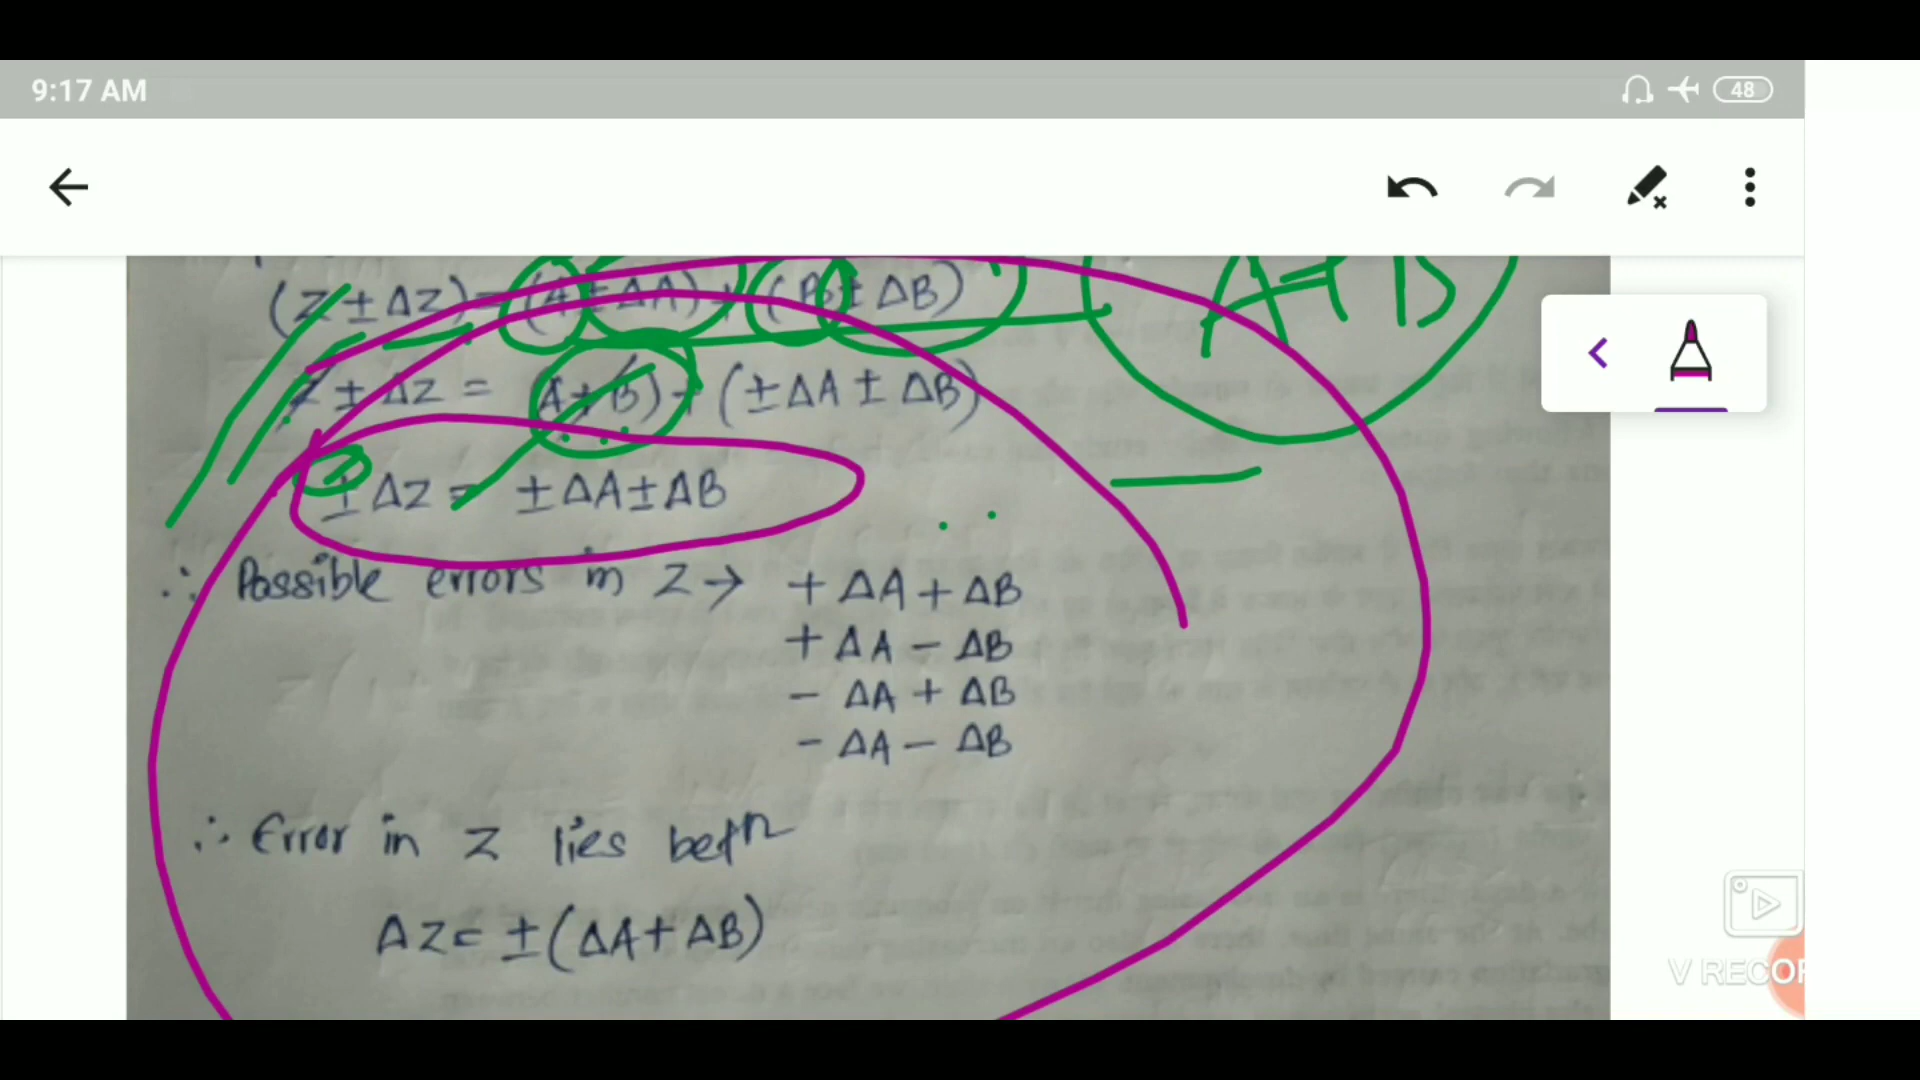 9:17 AM
48
(Z ± ΔZ) = (A ± ΔA) + (B ± ΔB)
A + B
Z ± ΔZ = (A + B) + (± ΔA ± ΔB)
± ΔZ = ± ΔA ± ΔB
∴ Possible errors in Z → + ΔA + ΔB
+ ΔA - ΔB
- ΔA + ΔB
- ΔA - ΔB
∴ Error in Z lies betn
ΔZ = ± (ΔA + ΔB)
V RECOR